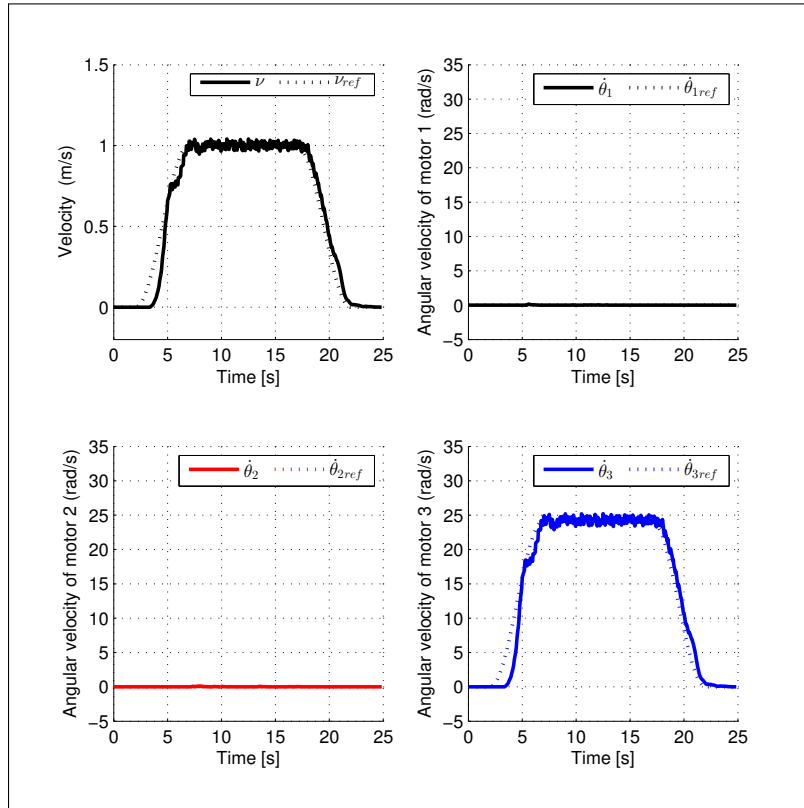 ν ν_ref
Velocity (m/s)
1.5
1
0.5
0
0 5 10 15 20 25
Time [s]
θ̇_1 θ̇_1ref
Angular velocity of motor 1 (rad/s)
35
30
25
20
15
10
5
0
−5
0 5 10 15 20 25
Time [s]
θ̇_2 θ̇_2ref
Angular velocity of motor 2 (rad/s)
35
30
25
20
15
10
5
0
−5
0 5 10 15 20 25
Time [s]
θ̇_3 θ̇_3ref
Angular velocity of motor 3 (rad/s)
35
30
25
20
15
10
5
0
−5
0 5 10 15 20 25
Time [s]